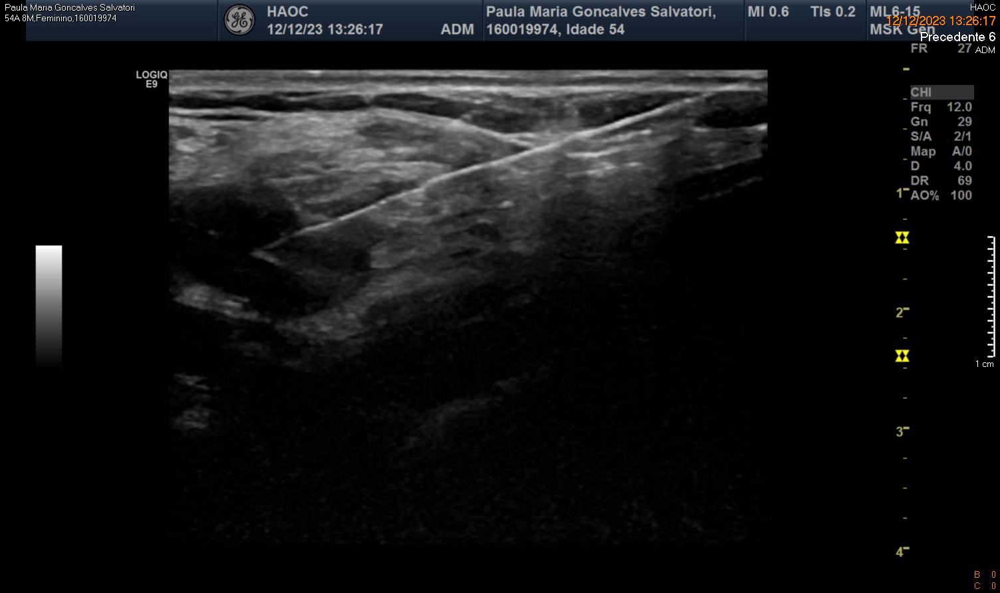 Paula Maria Goncalves Salvatori
54A 8M,Feminino,160019974
HAOC
12/12/23 13:26:17 ADM
Paula Maria Goncalves Salvatori,
160019974, Idade 54
MI 0.6 TIs 0.2
ML6-15
MSK Gen
HAOC
12/12/2023 13:26:17
Precedente 6
ADM
FR 27
LOGIQ
E9
CHI
Frq 12.0
Gn 29
S/A 2/1
Map A/0
D 4.0
DR 69
AO% 100
1
2
3
4
1 cm
B 0
C 0